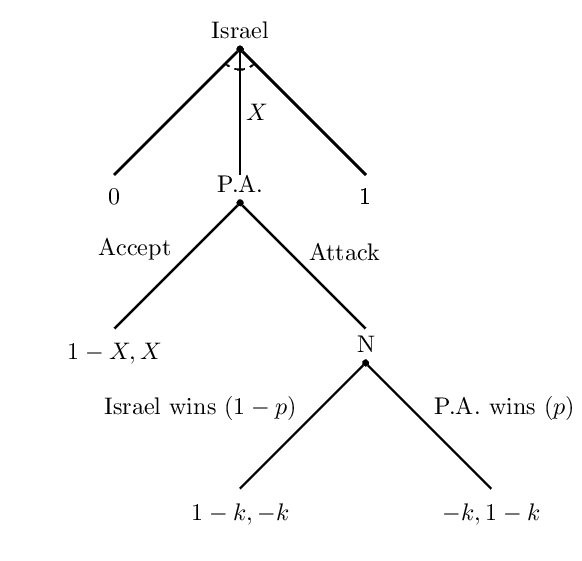 Israel
X
0
P.A.
1
Accept
Attack
1 − X, X
N
Israel wins (1 − p)
P.A. wins (p)
1 − k, −k
−k, 1 − k